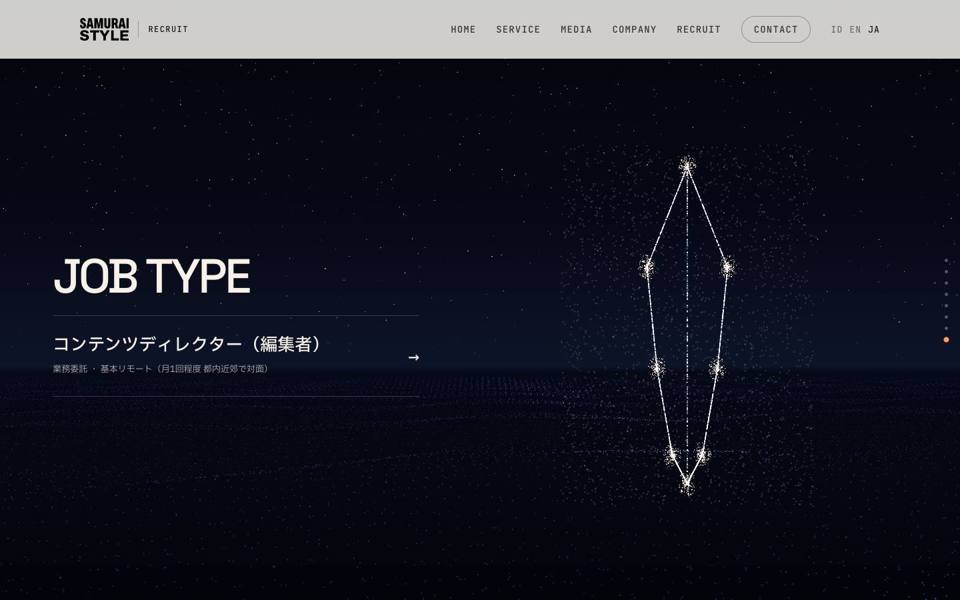 SAMURAI
STYLE
RECRUIT
HOME SERVICE MEDIA COMPANY RECRUIT CONTACT ID EN JA
JOB TYPE
コンテンツディレクター（編集者）
業務委託 ・ 基本リモート（月1回程度 都内近郊で対面）
→